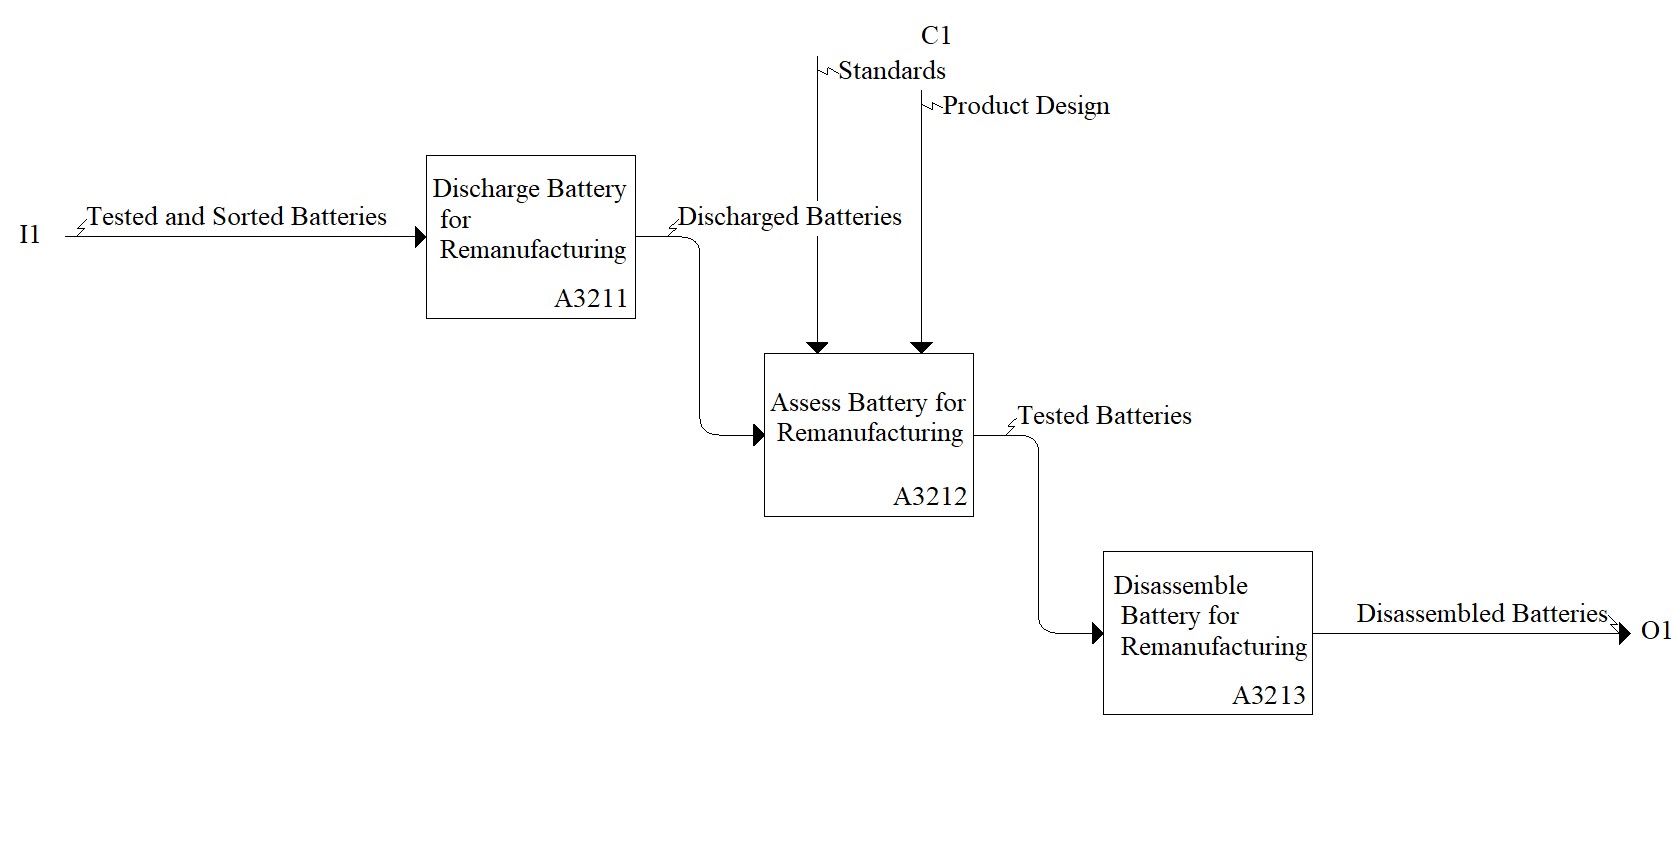 C1
Standards
Product Design
I1
Tested and Sorted Batteries
Discharge Battery
for
Remanufacturing
A3211
Discharged Batteries
Assess Battery for
Remanufacturing
A3212
Tested Batteries
Disassemble
Battery for
Remanufacturing
A3213
Disassembled Batteries
O1